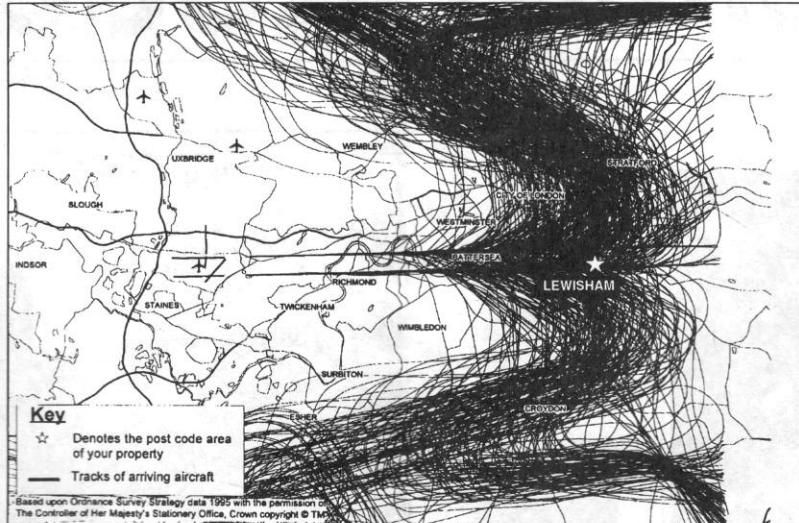 STRATFORD
WEMBLEY
UXBRIDGE
CITY OF LONDON
SLOUGH
WESTMINSTER
BATTERSEA
INDSOR
LEWISHAM
RICHMOND
STAINES
TWICKENHAM
WIMBLEDON
SURBITON
CROYDON
ESHER
Key
Denotes the post code area
of your property
Tracks of arriving aircraft
Based upon Ordnance Survey Strategy data 1995 with the permission of
The Controller of Her Majesty's Stationery Office, Crown copyright ©